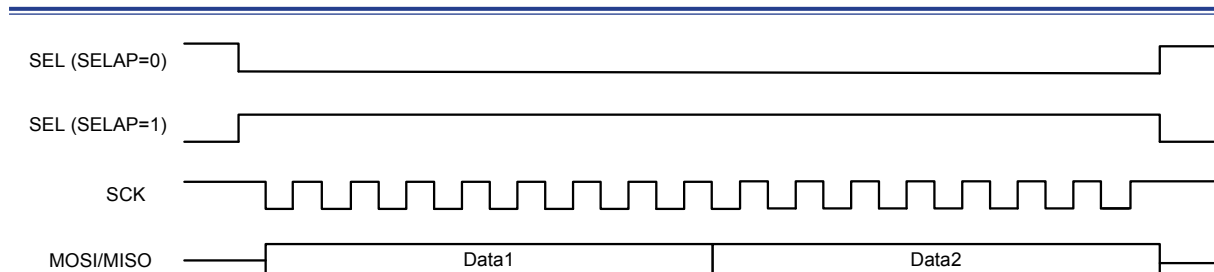 SEL (SELAP=0)
SEL (SELAP=1)
SCK
MOSI/MISO
Data1
Data2